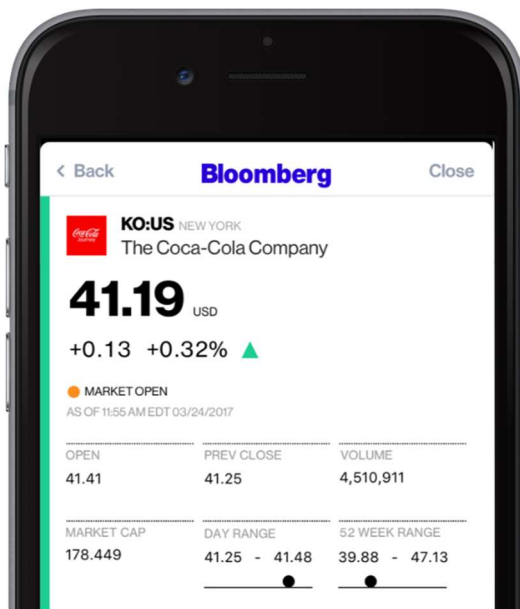 < Back Bloomberg Close
Coca-Cola
KO:US NEW YORK
The Coca-Cola Company
41.19 USD
+0.13 +0.32% ▲
MARKET OPEN
AS OF 11:55 AM EDT 03/24/2017
OPEN PREV CLOSE VOLUME
41.41 41.25 4,510,911
MARKET CAP DAY RANGE 52 WEEK RANGE
178.449 41.25 - 41.48 39.88 - 47.13